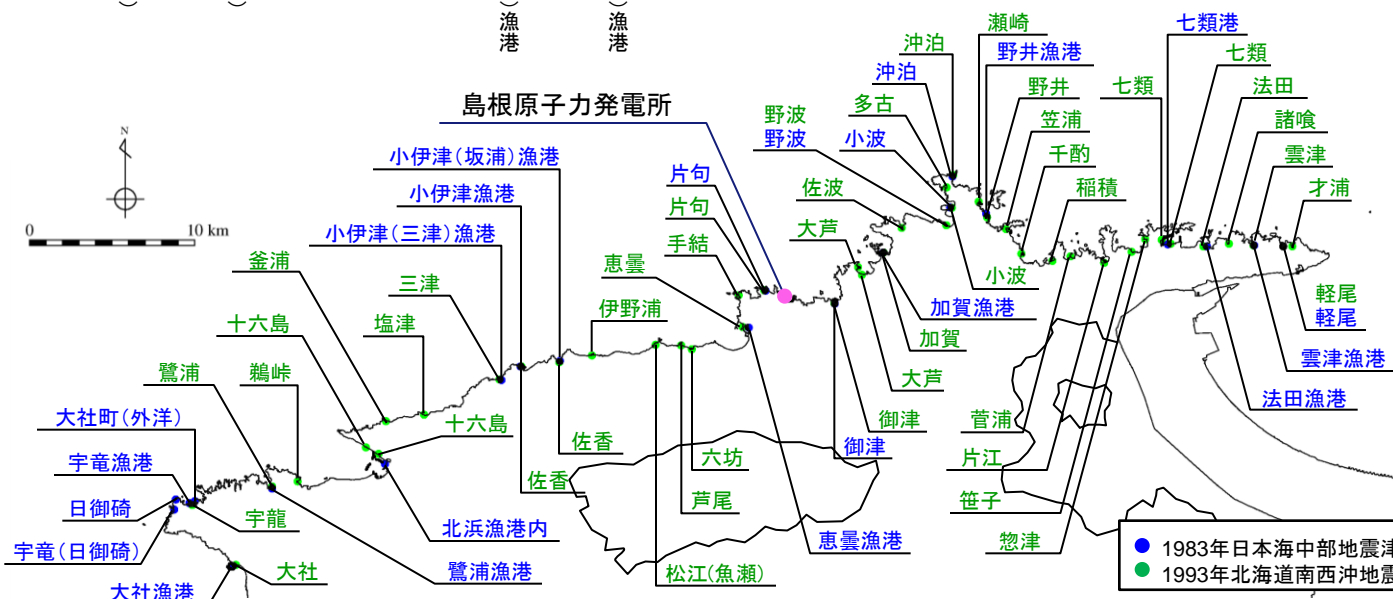 漁港
漁港
瀬崎
七類港
沖泊
野井漁港
七類
沖泊
野井
七類
法田
島根原子力発電所
野波
多古
笠浦
諸喰
野波
小波
千酌
雲津
小伊津(坂浦)漁港
片句
佐波
稲積
才浦
小伊津漁港
片句
大芦
N
0
10 km
小伊津(三津)漁港
手結
釜浦
恵曇
小波
三津
伊野浦
加賀漁港
軽尾
軽尾
十六島
塩津
加賀
雲津漁港
鷺浦
鵜峠
大芦
法田漁港
大社町(外洋)
十六島
佐香
六坊
御津
御津
菅浦
宇竜漁港
片江
佐香
日御碕
宇龍
芦尾
笹子
宇竜(日御碕)
北浜漁港内
恵曇漁港
惣津
大社
鷺浦漁港
松江(魚瀬)
大社漁港
1983年日本海中部地震津
1993年北海道南西沖地震